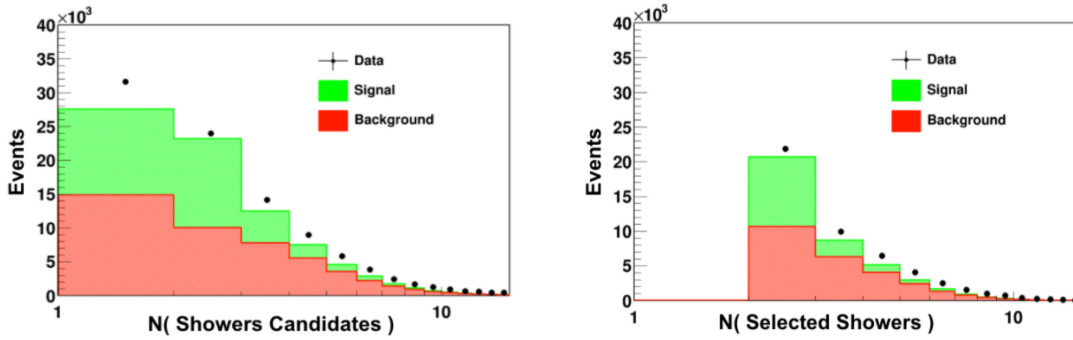 ×10³
40
35
30
25
20
15
10
5
0
Events
Data
Signal
Background
1
10
N( Showers Candidates )
×10³
40
35
30
25
20
15
10
5
0
Events
Data
Signal
Background
1
10
N( Selected Showers )